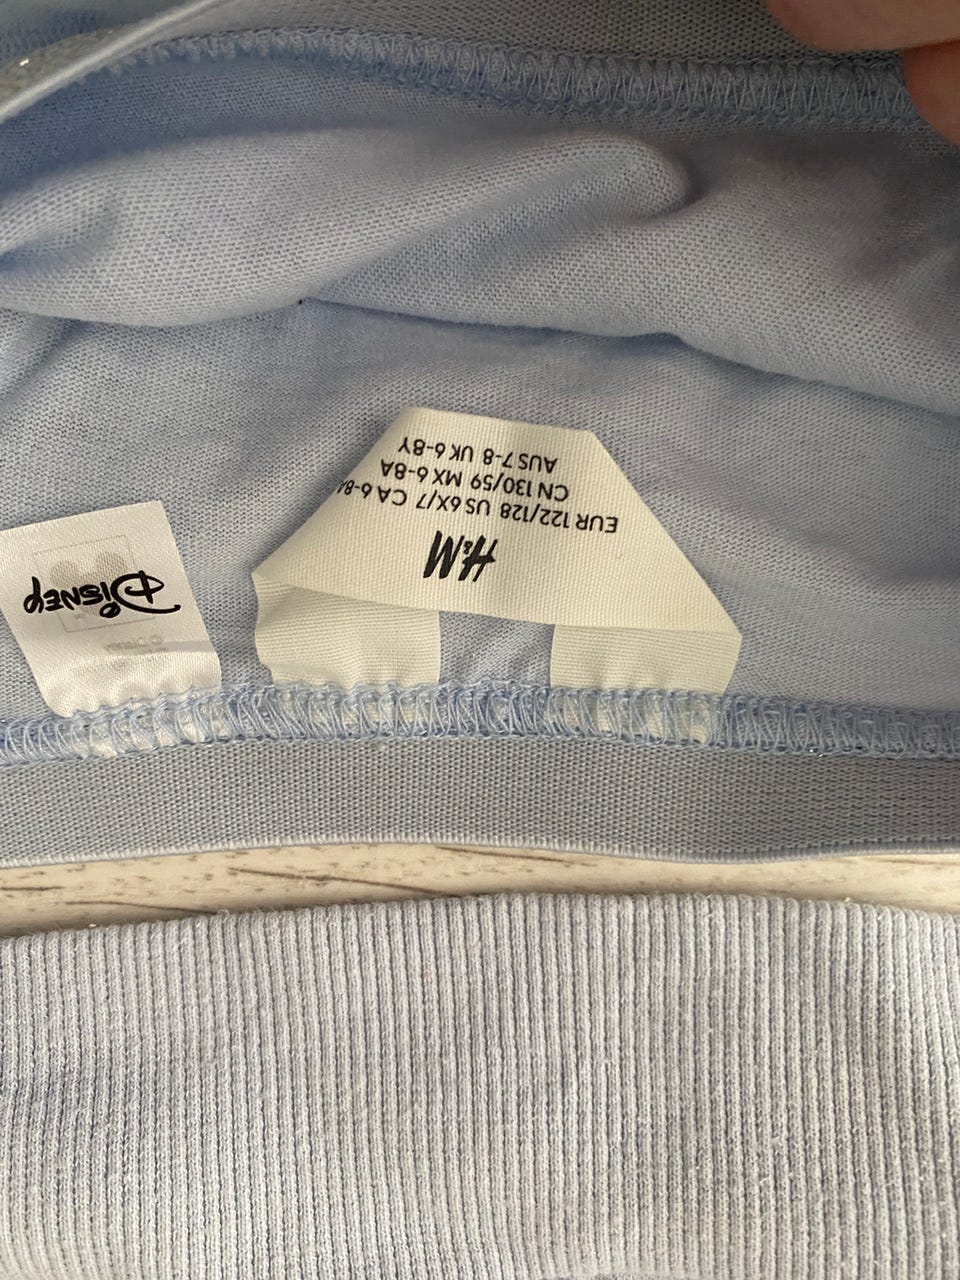 H&M
EUR 122/128 US 6X/7 CA 6-8A
CN 130/59 MX 6-8A
AUS 7-8 UK 6-8Y
Disney
© Disney